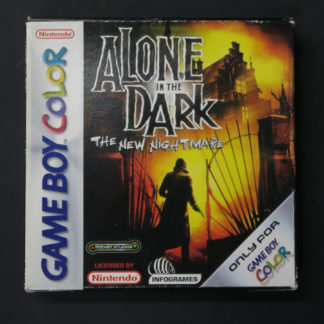 Nintendo
GAME BOY COLOR
ALONE
IN THE
DARK
THE NEW NIGHTMARE
POCKET STUDIOS
LICENSED BY
Nintendo
INFOGRAMES
ONLY FOR
GAME BOY
COLOR